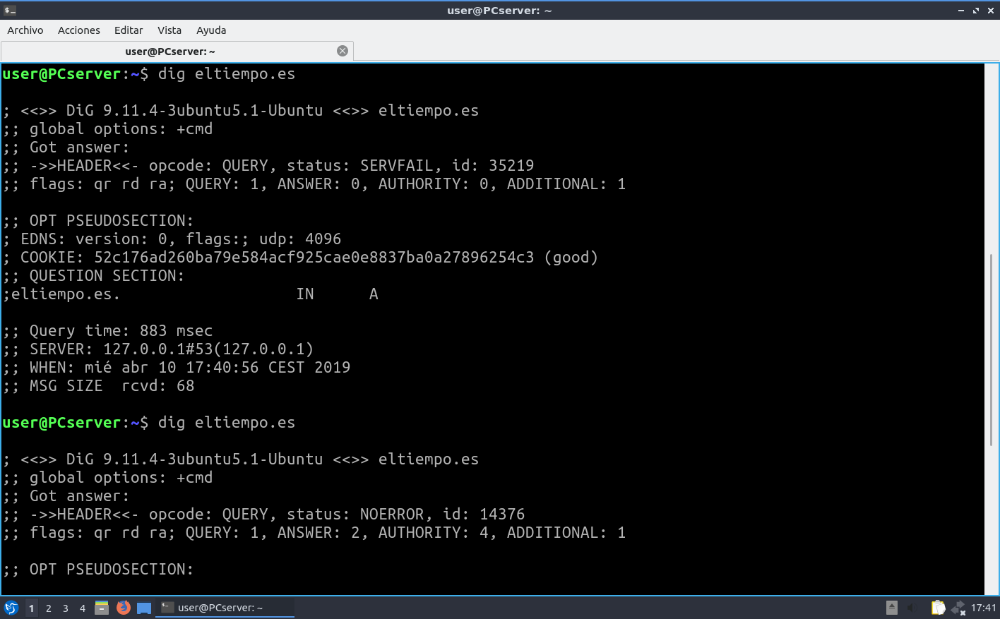 user@PCserver: ~
Archivo Acciones Editar Vista Ayuda
user@PCserver: ~
user@PCserver:~$ dig eltiempo.es
; <<>> DiG 9.11.4-3ubuntu5.1-Ubuntu <<>> eltiempo.es
;; global options: +cmd
;; Got answer:
;; ->>HEADER<<- opcode: QUERY, status: SERVFAIL, id: 35219
;; flags: qr rd ra; QUERY: 1, ANSWER: 0, AUTHORITY: 0, ADDITIONAL: 1
;; OPT PSEUDOSECTION:
; EDNS: version: 0, flags:; udp: 4096
; COOKIE: 52c176ad260ba79e584acf925cae0e8837ba0a27896254c3 (good)
;; QUESTION SECTION:
;eltiempo.es. IN A
;; Query time: 883 msec
;; SERVER: 127.0.0.1#53(127.0.0.1)
;; WHEN: mié abr 10 17:40:56 CEST 2019
;; MSG SIZE  rcvd: 68
user@PCserver:~$ dig eltiempo.es
; <<>> DiG 9.11.4-3ubuntu5.1-Ubuntu <<>> eltiempo.es
;; global options: +cmd
;; Got answer:
;; ->>HEADER<<- opcode: QUERY, status: NOERROR, id: 14376
;; flags: qr rd ra; QUERY: 1, ANSWER: 2, AUTHORITY: 4, ADDITIONAL: 1
;; OPT PSEUDOSECTION:
1 2 3 4 user@PCserver: ~ 17:41